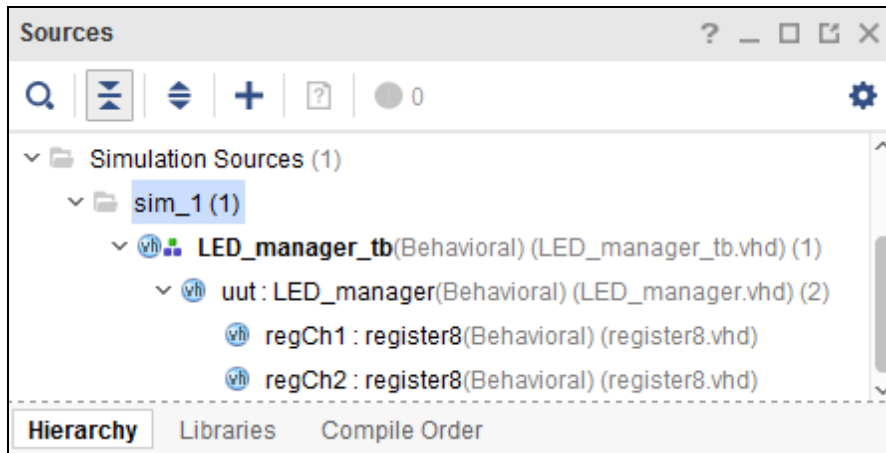 Sources
0
Simulation Sources (1)
sim_1 (1)
LED_manager_tb(Behavioral) (LED_manager_tb.vhd) (1)
uut : LED_manager(Behavioral) (LED_manager.vhd) (2)
regCh1 : register8(Behavioral) (register8.vhd)
regCh2 : register8(Behavioral) (register8.vhd)
Hierarchy Libraries Compile Order